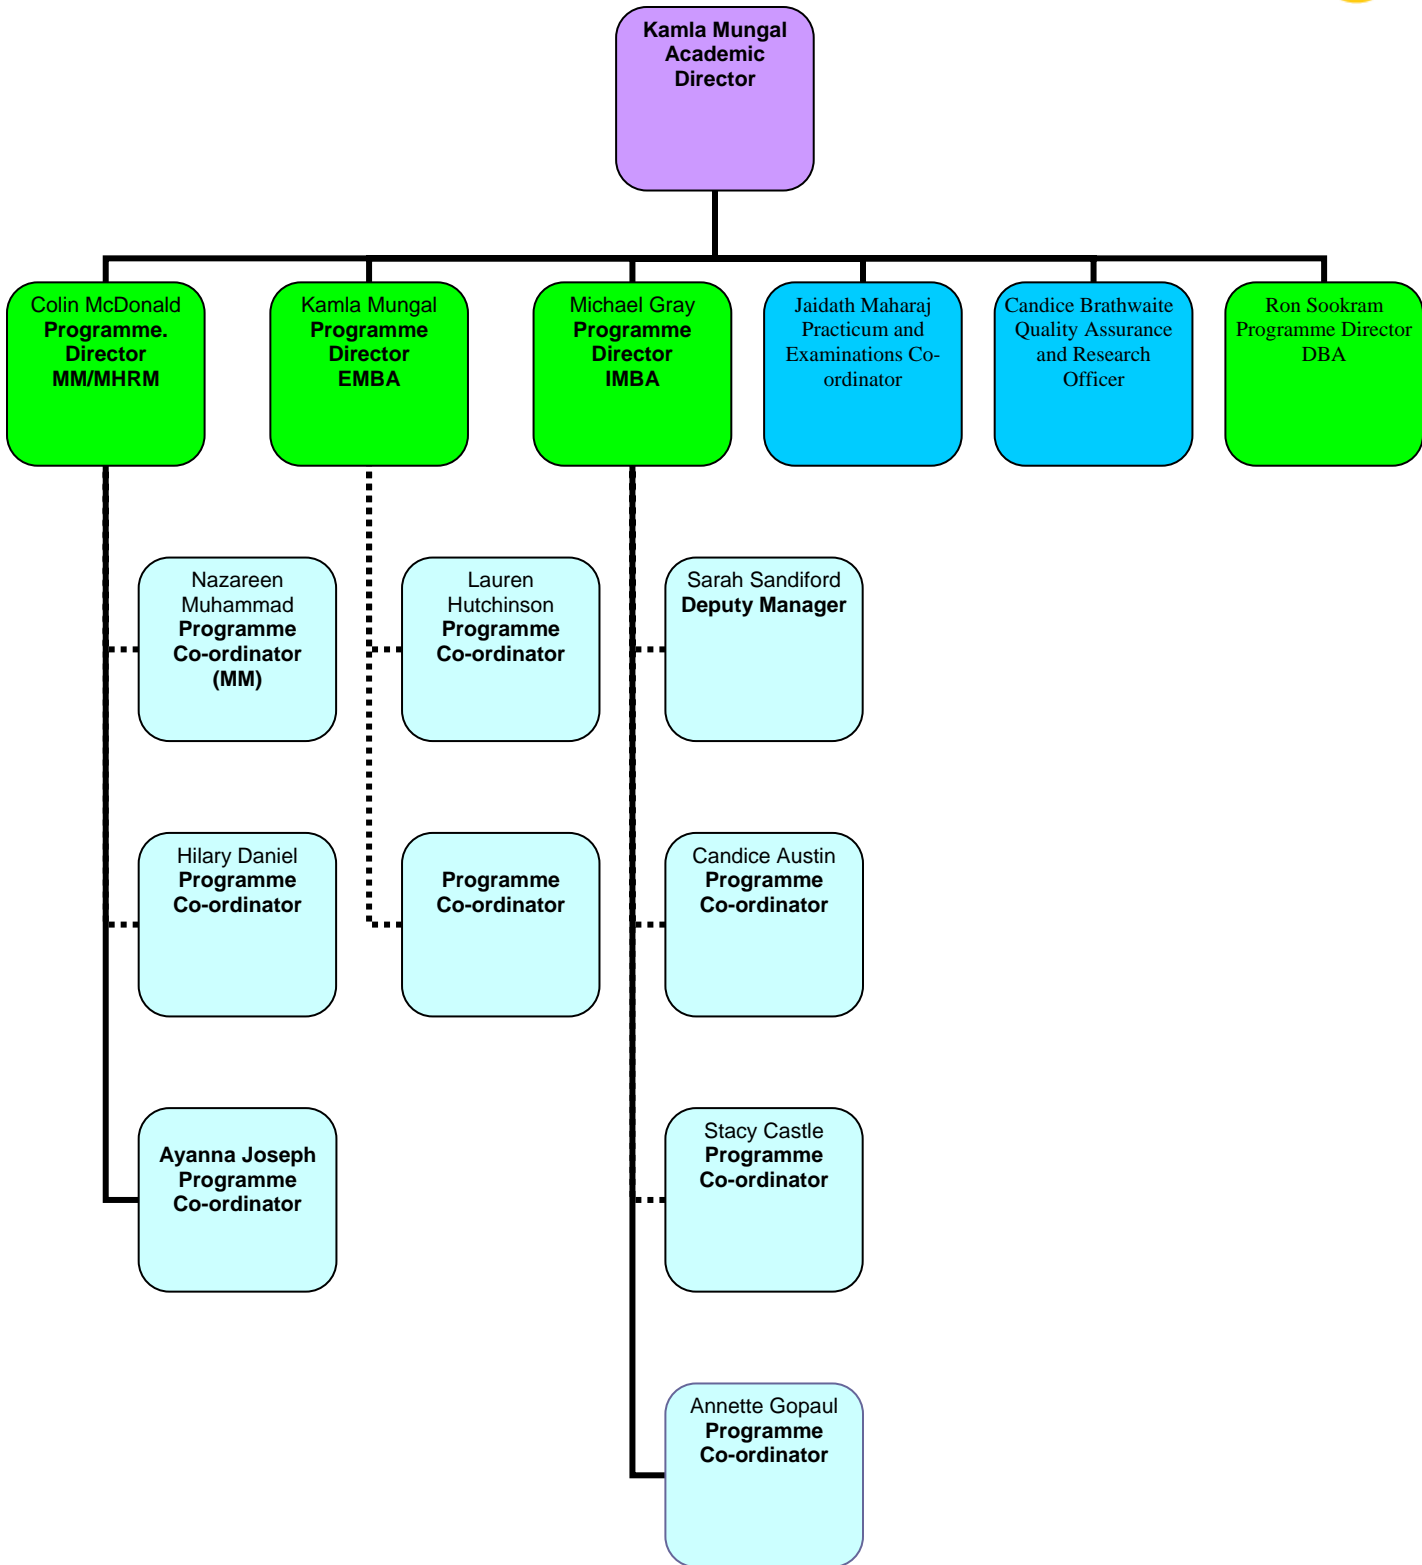 Kamla Mungal
Academic
Director
Colin McDonald
Programme.
Director
MM/MHRM
Kamla Mungal
Programme
Director
EMBA
Michael Gray
Programme
Director
IMBA
Jaidath Maharaj
Practicum and
Examinations Co-
ordinator
Candice Brathwaite
Quality Assurance
and Research
Officer
Ron Sookram
Programme Director
DBA
Nazareen
Muhammad
Programme
Co-ordinator
(MM)
Lauren
Hutchinson
Programme
Co-ordinator
Sarah Sandiford
Deputy Manager
Hilary Daniel
Programme
Co-ordinator
Programme
Co-ordinator
Candice Austin
Programme
Co-ordinator
Ayanna Joseph
Programme
Co-ordinator
Stacy Castle
Programme
Co-ordinator
Annette Gopaul
Programme
Co-ordinator